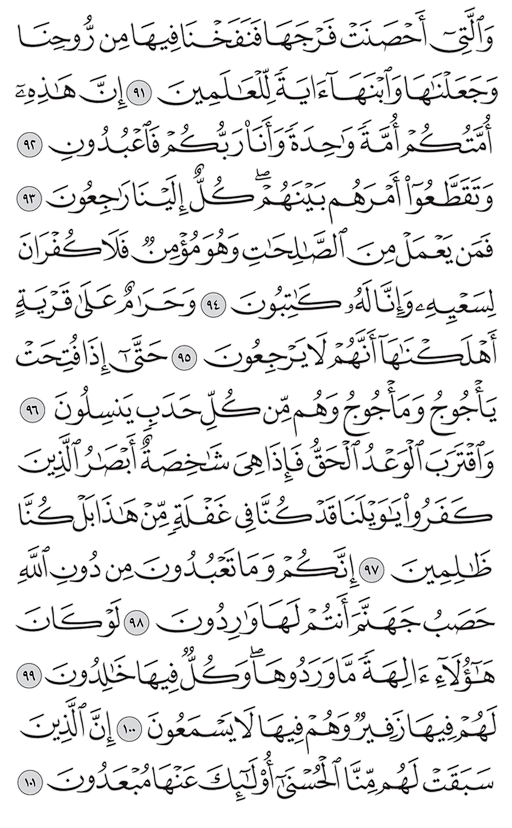 وَٱلَّتِيٓ أَحۡصَنَتۡ فَرۡجَهَا فَنَفَخۡنَا فِيهَا مِن رُّوحِنَا
وَجَعَلۡنَٰهَا وَٱبۡنَهَآ ءَايَةٗ لِّلۡعَٰلَمِينَ ٩١ إِنَّ هَٰذِهِۦٓ
أُمَّتُكُمۡ أُمَّةٗ وَٰحِدَةٗ وَأَنَا۠ رَبُّكُمۡ فَٱعۡبُدُونِ ٩٢
وَتَقَطَّعُوٓاْ أَمۡرَهُم بَيۡنَهُمۡۖ كُلٌّ إِلَيۡنَا رَٰجِعُونَ ٩٣
فَمَن يَعۡمَلۡ مِنَ ٱلصَّٰلِحَٰتِ وَهُوَ مُؤۡمِنٞ فَلَا كُفۡرَانَ
لِسَعۡيِهِۦ وَإِنَّا لَهُۥ كَٰتِبُونَ ٩٤ وَحَرَٰمٌ عَلَىٰ قَرۡيَةٍ
أَهۡلَكۡنَٰهَآ أَنَّهُمۡ لَا يَرۡجِعُونَ ٩٥ حَتَّىٰٓ إِذَا فُتِحَتۡ
يَأۡجُوجُ وَمَأۡجُوجُ وَهُم مِّن كُلِّ حَدَبٖ يَنسِلُونَ ٩٦
وَٱقۡتَرَبَ ٱلۡوَعۡدُ ٱلۡحَقُّ فَإِذَا هِيَ شَٰخِصَةٌ أَبۡصَٰرُ ٱلَّذِينَ
كَفَرُواْ يَٰوَيۡلَنَا قَدۡ كُنَّا فِي غَفۡلَةٖ مِّنۡ هَٰذَا بَلۡ كُنَّا
ظَٰلِمِينَ ٩٧ إِنَّكُمۡ وَمَا تَعۡبُدُونَ مِن دُونِ ٱللَّهِ
حَصَبُ جَهَنَّمَ أَنتُمۡ لَهَا وَٰرِدُونَ ٩٨ لَوۡ كَانَ
هَٰٓؤُلَآءِ ءَالِهَةٗ مَّا وَرَدُوهَاۖ وَكُلّٞ فِيهَا خَٰلِدُونَ ٩٩
لَهُمۡ فِيهَا زَفِيرٞ وَهُمۡ فِيهَا لَا يَسۡمَعُونَ ١٠٠ إِنَّ ٱلَّذِينَ
سَبَقَتۡ لَهُم مِّنَّا ٱلۡحُسۡنَىٰٓ أُوْلَٰٓئِكَ عَنۡهَا مُبۡعَدُونَ ١٠١